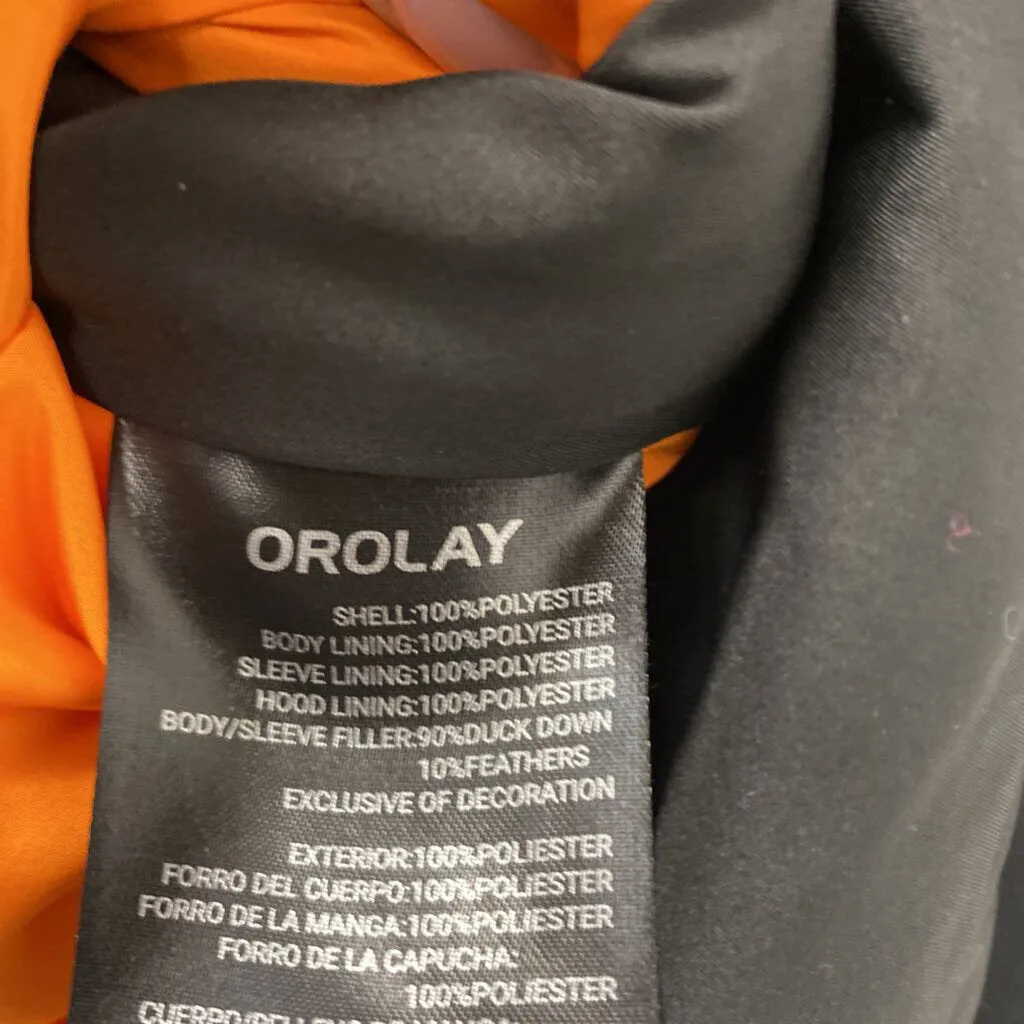 OROLAY
SHELL:100%POLYESTER
BODY LINING:100%POLYESTER
SLEEVE LINING:100%POLYESTER
HOOD LINING:100%POLYESTER
BODY/SLEEVE FILLER:90%DUCK DOWN
10%FEATHERS
EXCLUSIVE OF DECORATION
EXTERIOR:100%POLIESTER
FORRO DEL CUERPO:100%POLIESTER
FORRO DE LA MANGA:100%POLIESTER
FORRO DE LA CAPUCHA:
100%POLIESTER